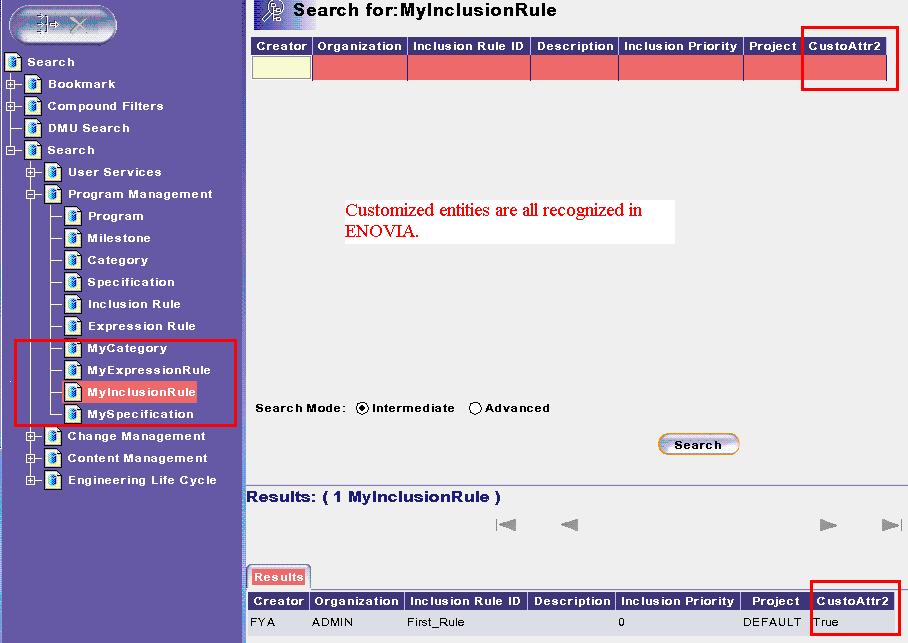 Search
Bookmark
Compound Filters
DMU Search
Search
User Services
Program Management
Program
Milestone
Category
Specification
Inclusion Rule
Expression Rule
MyCategory
MyExpressionRule
MyInclusionRule
MySpecification
Change Management
Content Management
Engineering Life Cycle
Search for:MyInclusionRule
Creator Organization Inclusion Rule ID Description Inclusion Priority Project CustoAttr2
Customized entities are all recognized in
ENOVIA.
Search Mode: Intermediate Advanced
Search
Results: ( 1 MyInclusionRule )
Results
Creator Organization Inclusion Rule ID Description Inclusion Priority Project CustoAttr2
FYA ADMIN First_Rule 0 DEFAULT True